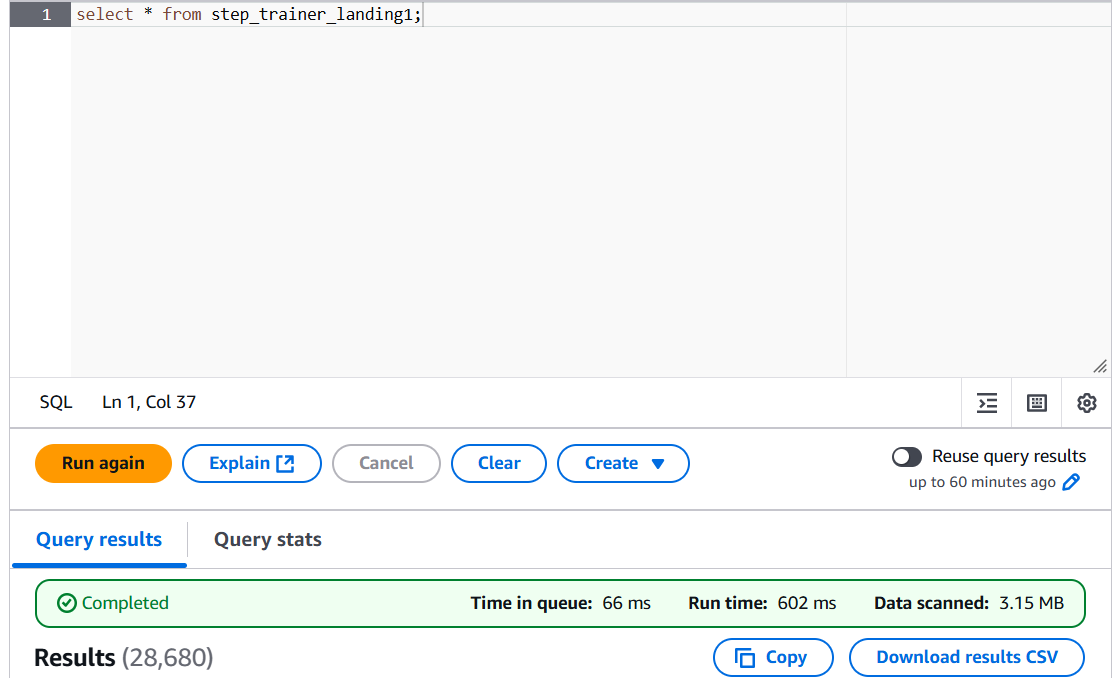 1 select * from step_trainer_landing1;
SQL Ln 1, Col 37
Run again Explain Cancel Clear Create Reuse query results
up to 60 minutes ago
Query results Query stats
Completed Time in queue: 66 ms Run time: 602 ms Data scanned: 3.15 MB
Results (28,680) Copy Download results CSV